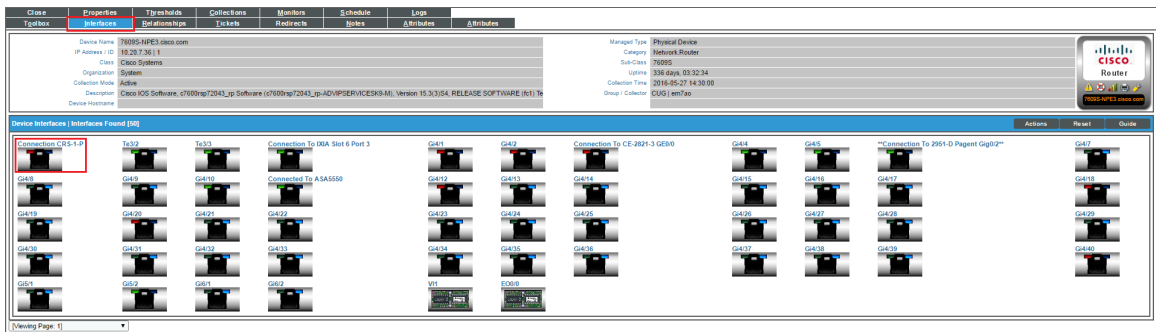 Close Properties Thresholds Collections Monitors Schedule Logs
Toolbox Interfaces Relationships Tickets Redirects Notes Attributes Attributes
Device Name 7609S-NPE3.cisco.com
IP Address / ID 10.20.7.36 | 1
Class Cisco Systems
Organization System
Collection Mode Active
Description Cisco IOS Software, c7600rsp72043_rp Software (c7600rsp72043_rp-ADVIPSERVICESK9-M), Version 15.3(3)S4, RELEASE SOFTWARE (fc1) Te
Device Hostname
Managed Type Physical Device
Category Network.Router
Sub-Class 7609S
Uptime 336 days, 03:32:34
Collection Time 2016-05-27 14:30:00
Group / Collector CUG | em7ao
CISCO
Router
7609S-NPE3.cisco.com
Device Interfaces | Interfaces Found [50] Actions Reset Guide
Connection CRS-1-P Te3/2 Te3/3 Connection To IXIA Slot 6 Port 3 Gi4/1 Gi4/2 Connection To CE-2821-3 GE0/0 Gi4/4 Gi4/5 **Connection To 2951-D Pagent Gig0/2** Gi4/7
Gi4/8 Gi4/9 Gi4/10 Connected To ASA5550 Gi4/12 Gi4/13 Gi4/14 Gi4/15 Gi4/16 Gi4/17 Gi4/18
Gi4/19 Gi4/20 Gi4/21 Gi4/22 Gi4/23 Gi4/24 Gi4/25 Gi4/26 Gi4/27 Gi4/28 Gi4/29
Gi4/30 Gi4/31 Gi4/32 Gi4/33 Gi4/34 Gi4/35 Gi4/36 Gi4/37 Gi4/38 Gi4/39 Gi4/40
Gi5/1 Gi5/2 Gi6/1 Gi6/2 Vl1 EO0/0
[Viewing Page: 1]